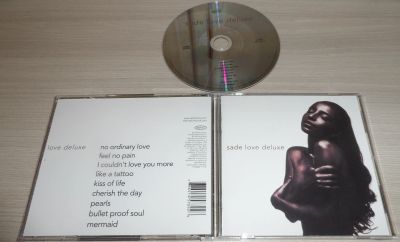 sade love deluxe
love deluxe
no ordinary love
feel no pain
I couldn't love you more
like a tattoo
kiss of life
cherish the day
pearls
bullet proof soul
mermaid
sade love deluxe